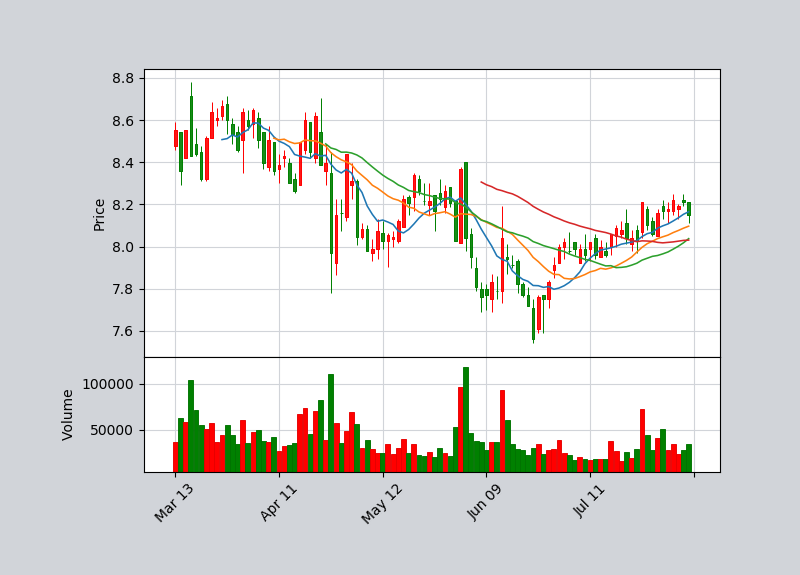 8.8
8.6
8.4
8.2
8.0
7.8
7.6
Price
100000
50000
Volume
Mar 13
Apr 11
May 12
Jun 09
Jul 11